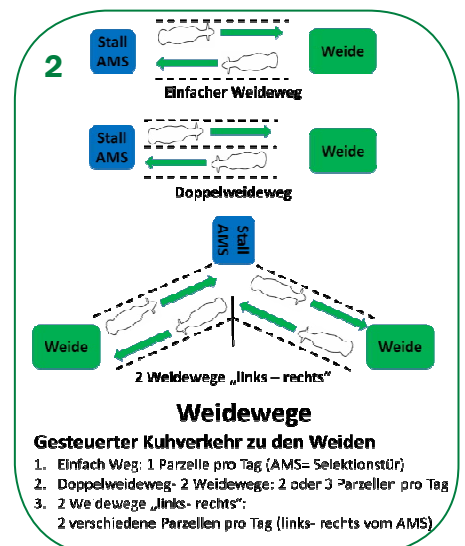 2
Stall
AMS
Weide
Einfacher Weideweg
Stall
AMS
Weide
Doppelweideweg
Stall
AMS
Weide
Weide
2 Weidewege „links – rechts“
Weidewege
Gesteuerter Kuhverkehr zu den Weiden
1. Einfach Weg: 1 Parzelle pro Tag (AMS= Selektionstür)
2. Doppelweideweg- 2 Weidewege: 2 oder 3 Parzeller pro Tag
3. 2 Weidewege „links- rechts“:
2 verschiedene Parzellen pro Tag (links- rechts vom AMS)